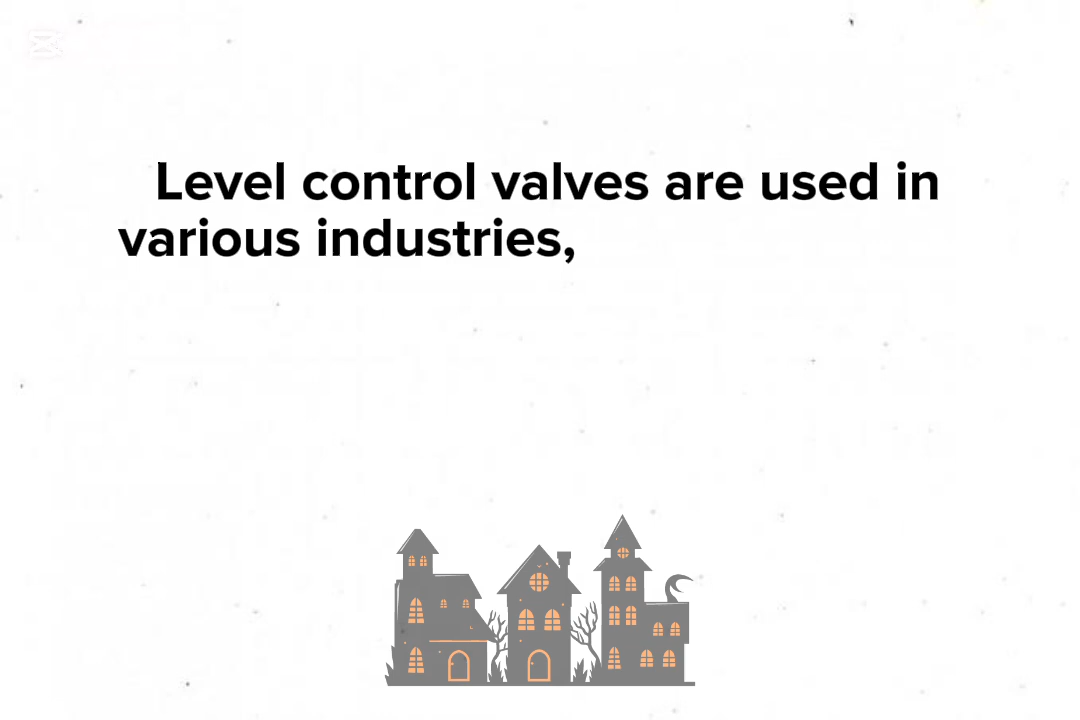 Level control valves are used in
various industries,